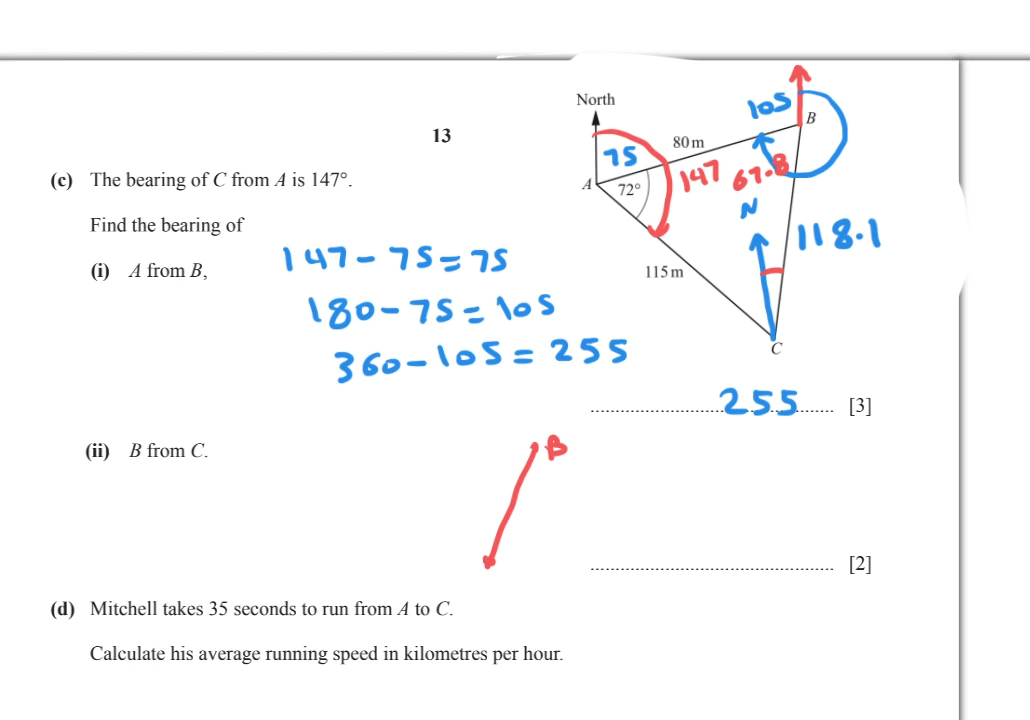 North
105
B
13
80 m
75
147
67.8
(c) The bearing of C from A is 147°.
A
72°
N
Find the bearing of
118.1
147 - 75 = 75
(i) A from B,
115 m
180 - 75 = 105
360 - 105 = 255
C
255 [3]
(ii) B from C.
B
[2]
(d) Mitchell takes 35 seconds to run from A to C.
Calculate his average running speed in kilometres per hour.